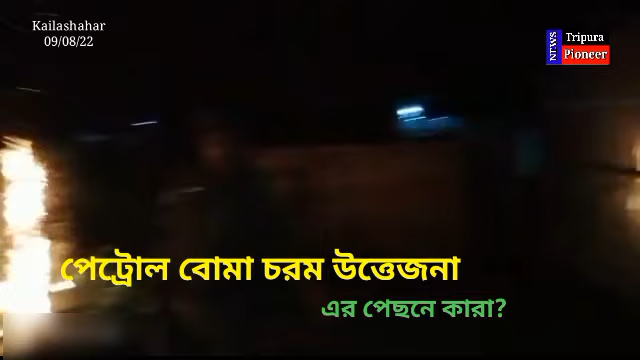 Kailashahar
09/08/22
NEWS
Tripura
Pioneer
পেট্রোল বোমা চরম উত্তেজনা
এর পেছনে কারা?